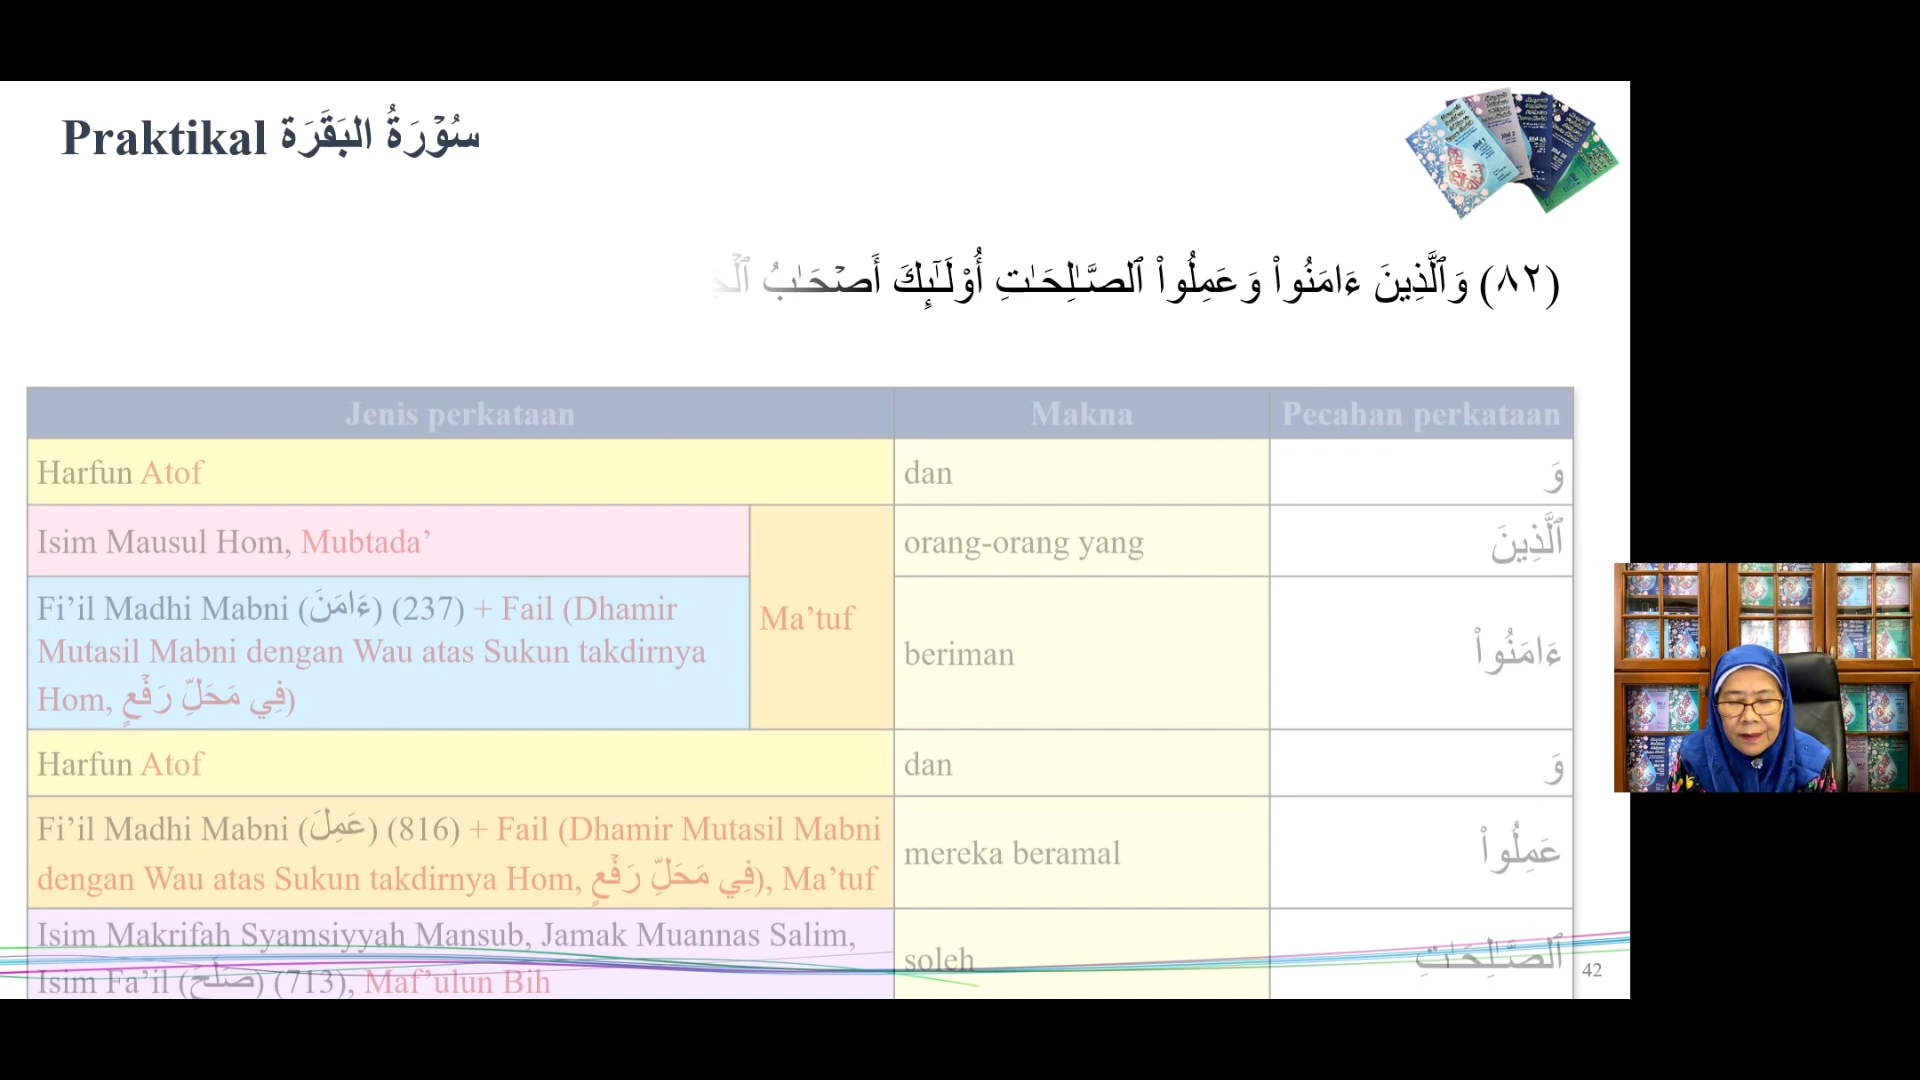 Praktikal سُوْرَةُ البَقَرَة
(٨٢) وَٱلَّذِينَ ءَامَنُوا۟ وَعَمِلُوا۟ ٱلصَّـٰلِحَـٰتِ أُو۟لَـٰٓئِكَ أَصْحَـٰبُ
Jenis perkataan Makna Pecahan perkataan
Harfun Atof dan وَ
Isim Mausul Hom, Mubtada’ orang-orang yang ٱلَّذِينَ
Fi’il Madhi Mabni (ءَامَنَ) (237) + Fail (Dhamir
Mutasil Mabni dengan Wau atas Sukun takdirnya
Hom, فِي مَحَلِّ رَفْعٍ)
Ma’tuf
beriman ءَامَنُوا۟
Harfun Atof dan وَ
Fi’il Madhi Mabni (عَمِلَ) (816) + Fail (Dhamir Mutasil Mabni
dengan Wau atas Sukun takdirnya Hom, فِي مَحَلِّ رَفْعٍ), Ma’tuf
mereka beramal عَمِلُوا۟
Isim Makrifah Syamsiyyah Mansub, Jamak Muannas Salim,
Isim Fa’il (صَلَحَ) (713), Maf’ulun Bih
soleh ٱلصَّـٰلِحَـٰتِ
42